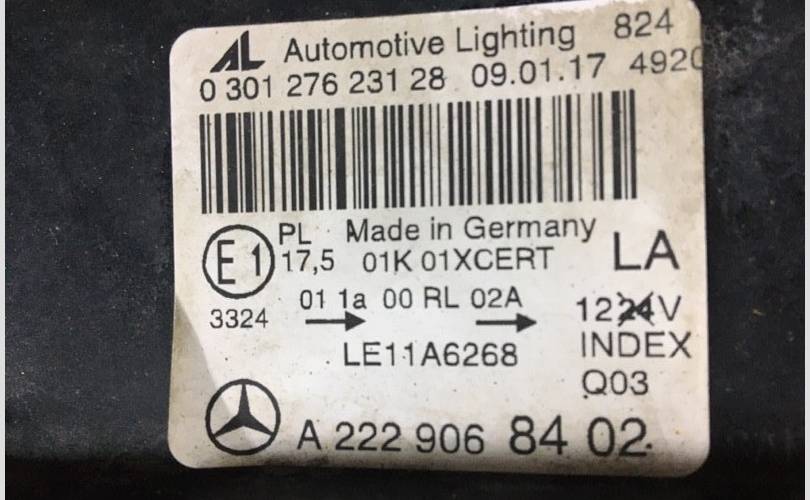 AL Automotive Lighting 824
0 301 276 231 28 09.01.17 4920
E1 PL Made in Germany
17,5 01K 01XCERT LA
01 1a 00 RL 02A
3324 1224V
LE11A6268 INDEX
Q03
A 222 906 84 02